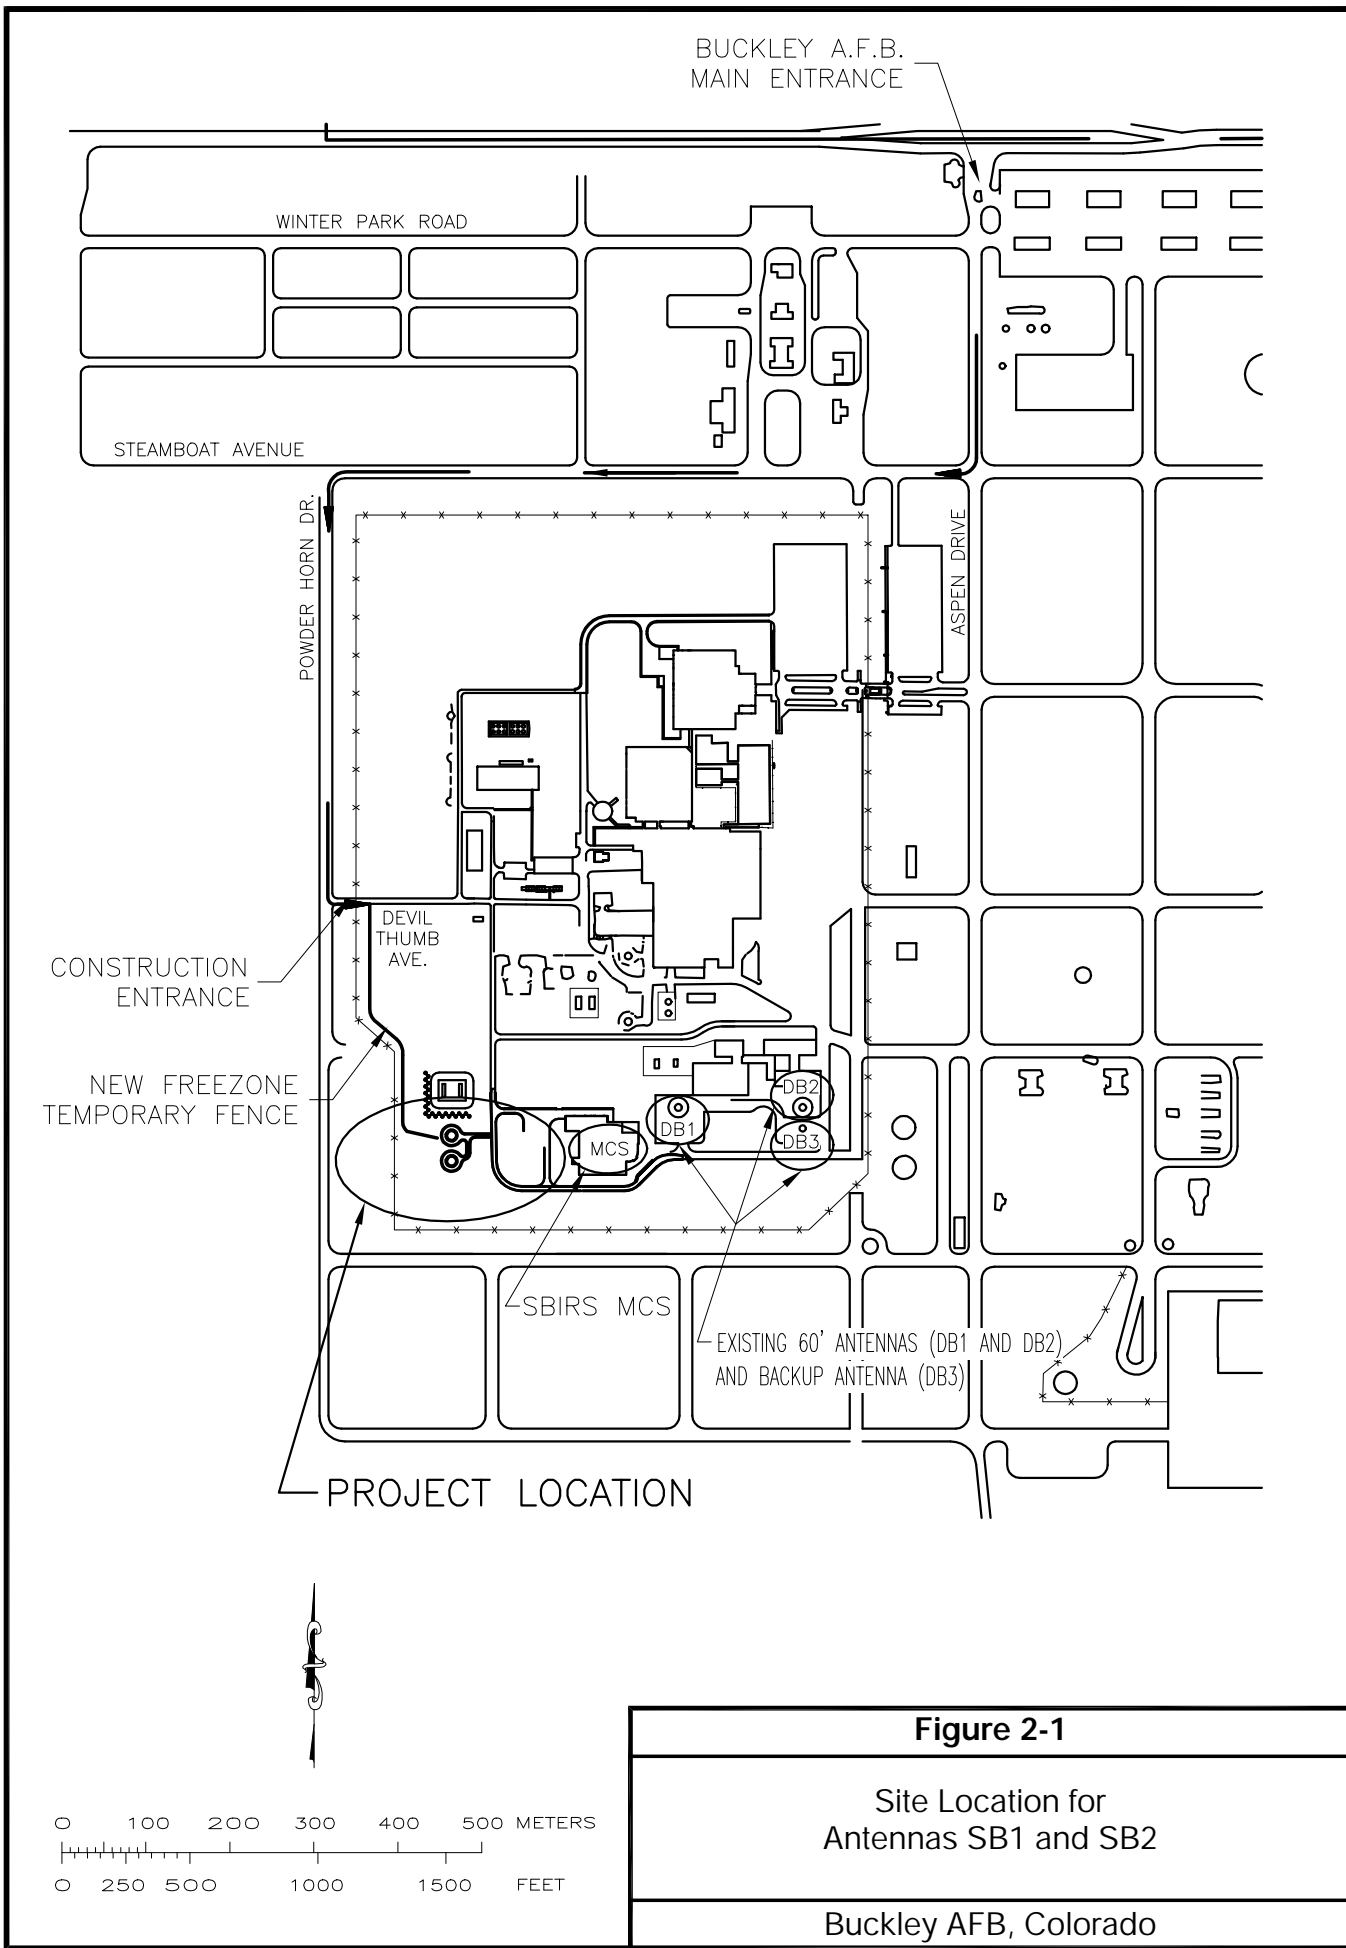 BUCKLEY A.F.B.
MAIN ENTRANCE
WINTER PARK ROAD
STEAMBOAT AVENUE
POWDER HORN DR.
ASPEN DRIVE
DEVIL
THUMB
AVE.
CONSTRUCTION
ENTRANCE
NEW FREEZONE
TEMPORARY FENCE
DB2
DB1
DB3
MCS
SBIRS MCS
EXISTING 60' ANTENNAS (DB1 AND DB2)
AND BACKUP ANTENNA (DB3)
PROJECT LOCATION
0 100 200 300 400 500 METERS
0 250 500 1000 1500 FEET
Figure 2-1
Site Location for
Antennas SB1 and SB2
Buckley AFB, Colorado